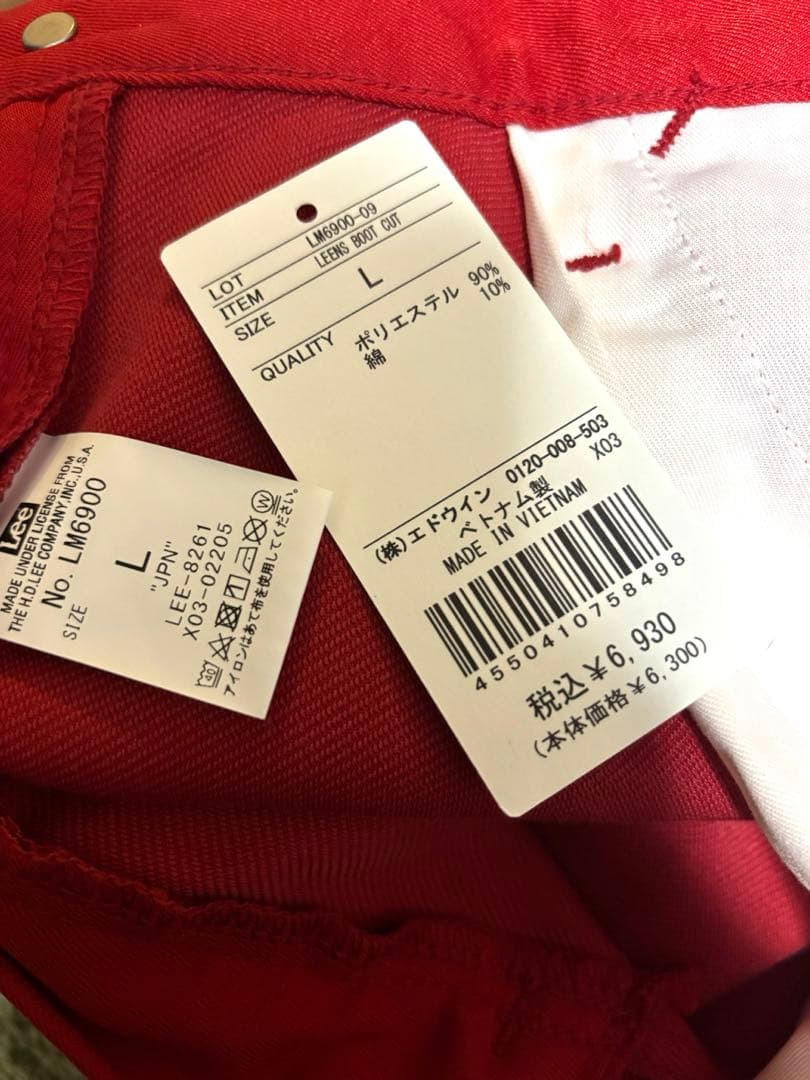 LOT LM6900-09
ITEM LEENS BOOT CUT
SIZE L
QUALITY ポリエステル 90%
綿 10%
(株)エドウイン 0120-008-503
ベトナム製 X03
MADE IN VIETNAM
4550410758498
税込¥6,930
(本体価格¥6,300)
Lee
MADE UNDER LICENSE FROM
THE H.D.LEE COMPANY,INC.,U.S.A.
No. LM6900
SIZE L
"JPN"
LEE-8261
X03-02205
40 W
アイロンはあて布を使用してください。